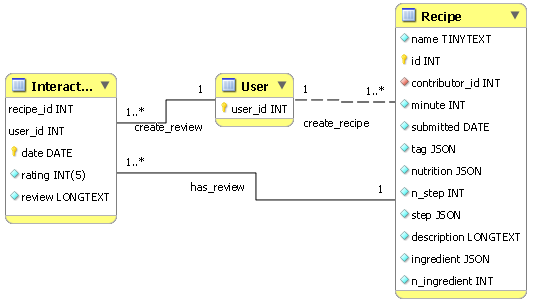 Recipe
name TINYTEXT
id INT
contributor_id INT
minute INT
submitted DATE
tag JSON
nutrition JSON
n_step INT
step JSON
description LONGTEXT
ingredient JSON
n_ingredient INT
Interact...
recipe_id INT
user_id INT
date DATE
rating INT(5)
review LONGTEXT
User
user_id INT
1
1..*
create_review
1
1..*
create_recipe
1..*
has_review
1